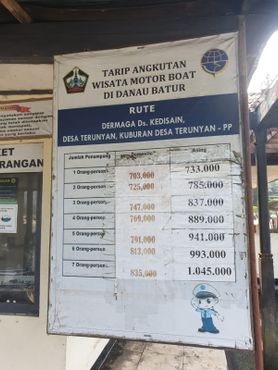 TARIP ANGKUTAN
WISATA MOTOR BOAT
DI DANAU BATUR
RUTE
DERMAGA Ds. KEDISAIN,
DESA TERUNYAN, KUBURAN DESA TERUNYAN - PP
Jumlah Penumpang Asing
1 Orang-person 703.000 733.000
2 Orang-person 725.000 785.000
3 Orang-person 747.000 837.000
4 Orang-person 769.000 889.000
5 Orang-person 791.000 941.000
6 Orang-person 813.000 993.000
7 Orang-person 835.000 1.045.000
KET
ARANGAN